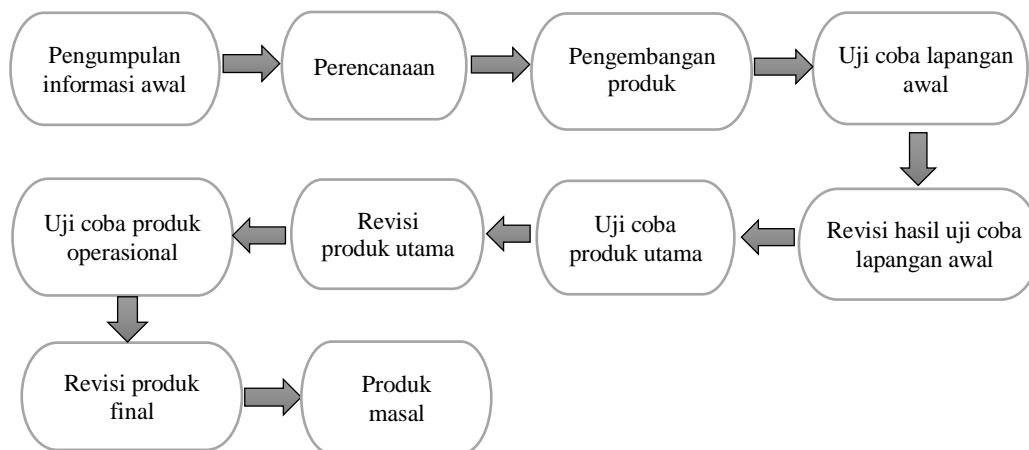 Pengumpulan
informasi awal
Perencanaan
Pengembangan
produk
Uji coba lapangan
awal
Revisi hasil uji coba
lapangan awal
Uji coba
produk utama
Revisi
produk utama
Uji coba produk
operasional
Revisi produk
final
Produk
masal